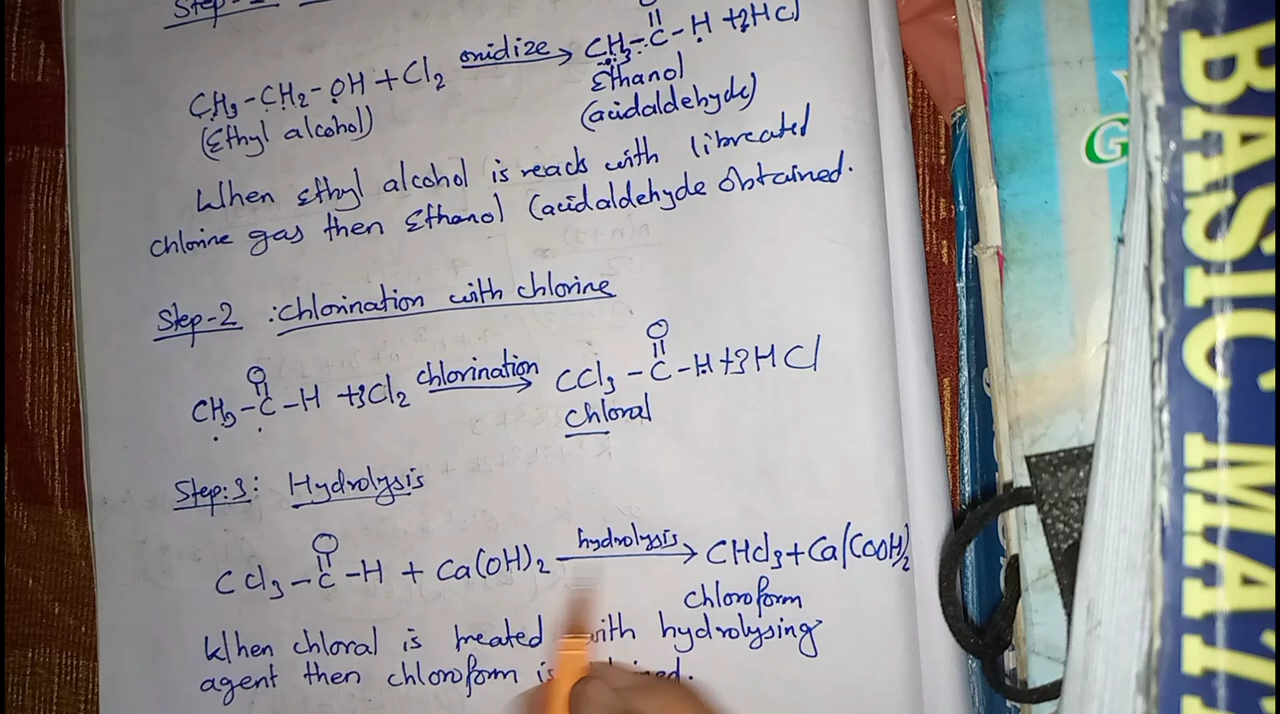 Step-
O
CH3-CH2-OH + Cl2 oxidize → CH3-C-H +2HCl
(Ethyl alcohol) Ethanol
(acidaldehyde)
When Ethyl alcohol is reacts with libreated
chlorine gas then Ethanol (acidaldehyde obtained.
Step-2 : chlorination with chlorine
O O
CH3-C-H +3Cl2 chlorination → CCl3-C-H+3HCl
chloral
Step:3: Hydrolysis
O
CCl3-C-H + Ca(OH)2 hydrolysis → CHCl3+Ca(COOH)2
chloroform
When chloral is treated with hydrolysing
agent then chloroform is
G
BASIC MAT